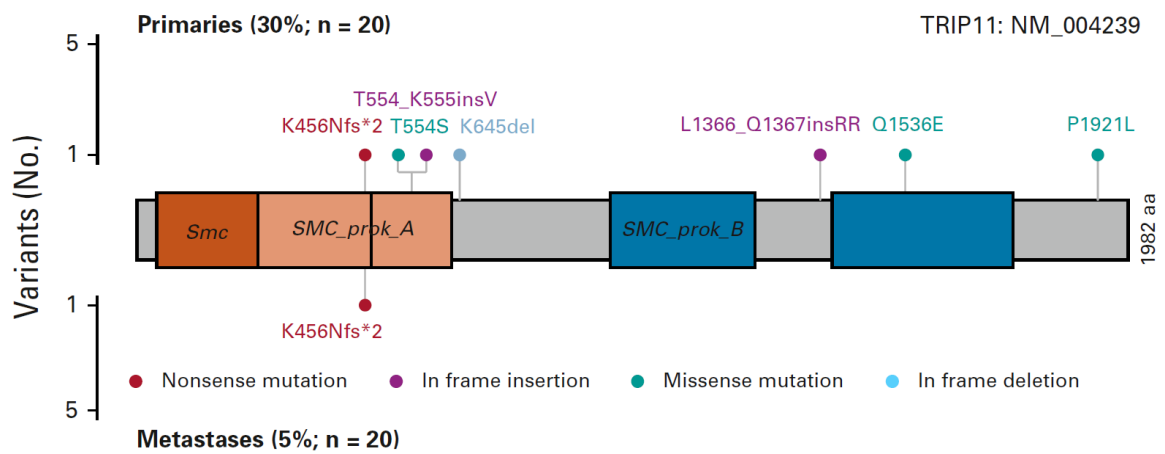 Primaries (30%; n = 20)
TRIP11: NM_004239
5
T554_K555insV
K456Nfs*2
T554S
K645del
L1366_Q1367insRR
Q1536E
P1921L
1
Variants (No.)
Smc
SMC_prok_A
SMC_prok_B
1982 aa
1
K456Nfs*2
Nonsense mutation
In frame insertion
Missense mutation
In frame deletion
5
Metastases (5%; n = 20)